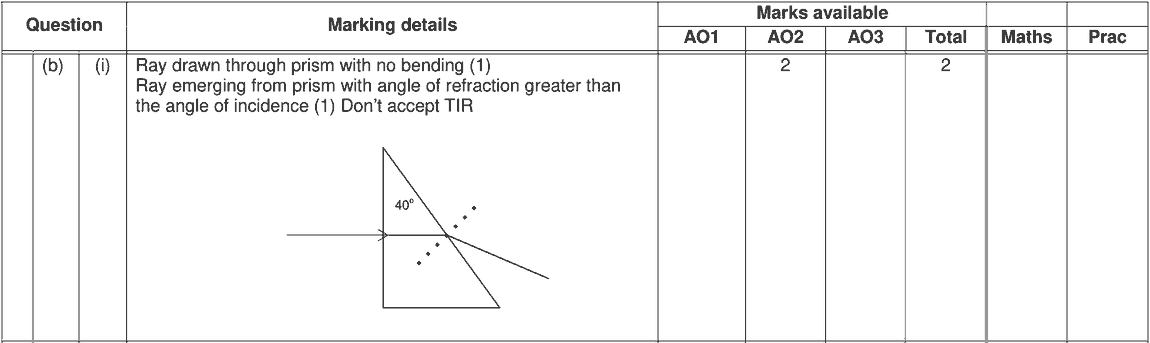 Question Marking details Marks available
AO1 AO2 AO3 Total Maths Prac
(b) (i) Ray drawn through prism with no bending (1) 2 2
Ray emerging from prism with angle of refraction greater than
the angle of incidence (1) Don't accept TIR
40°